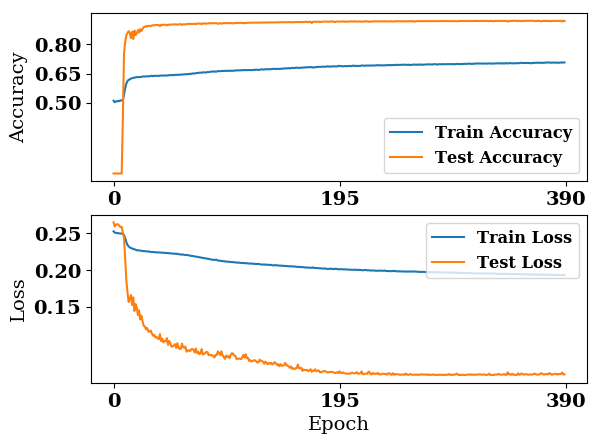 Accuracy
0.80
0.65
0.50
Train Accuracy
Test Accuracy
0
195
390
Loss
0.25
0.20
0.15
Train Loss
Test Loss
0
195
390
Epoch